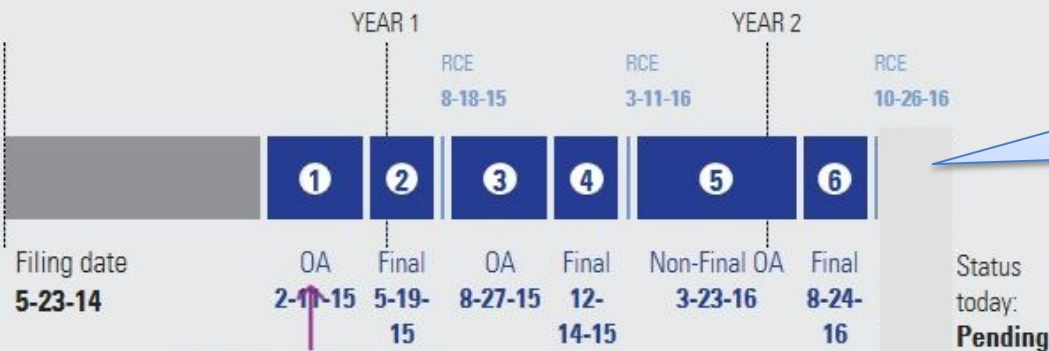 YEAR 1 YEAR 2
RCE RCE RCE
8-18-15 3-11-16 10-26-16
1 2 3 4 5 6
Filing date OA Final OA Final Non-Final OA Final Status
5-23-14 2-11-15 5-19- 8-27-15 12- 3-23-16 8-24- today:
15 14-15 16 Pending